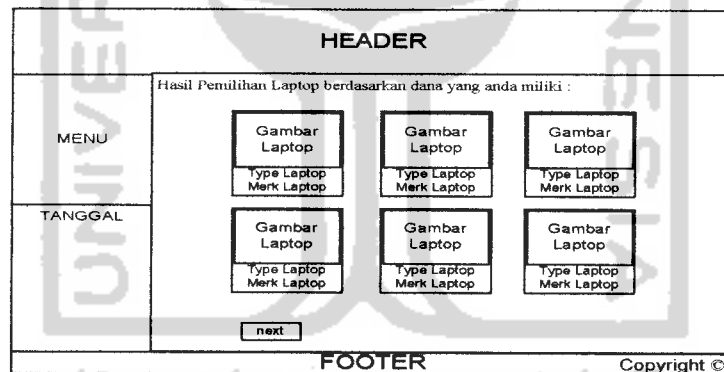 HEADER
Hasil Pemilihan Laptop berdasarkan dana yang anda miliki :
MENU
Gambar
Laptop
Type Laptop
Merk Laptop
Gambar
Laptop
Type Laptop
Merk Laptop
Gambar
Laptop
Type Laptop
Merk Laptop
TANGGAL
Gambar
Laptop
Type Laptop
Merk Laptop
Gambar
Laptop
Type Laptop
Merk Laptop
Gambar
Laptop
Type Laptop
Merk Laptop
next
FOOTER
Copyright ©